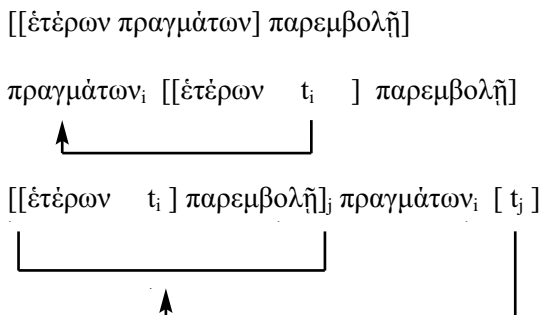 [[ἑτέρων πραγμάτων] παρεμβολῇ]
πραγμάτωνᵢ [[ἑτέρων tᵢ ] παρεμβολῇ]
[[ἑτέρων tᵢ ] παρεμβολῇ]ⱼ πραγμάτωνᵢ [ tⱼ ]